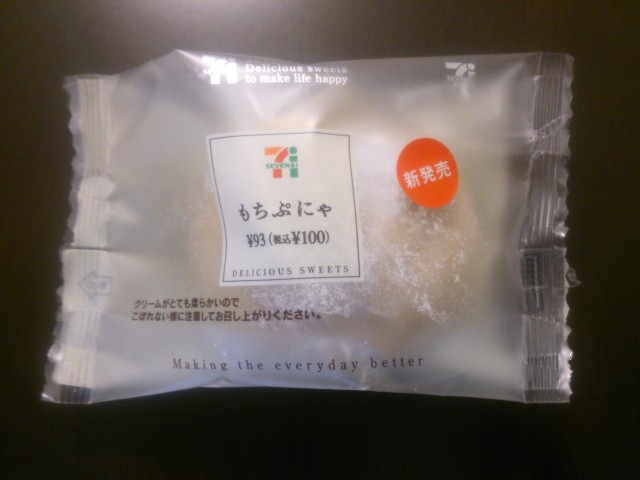 Delicious sweets
to make life happy
新発売
SEVEN&i
もちぷにゃ
¥93(税込¥100)
DELICIOUS SWEETS
クリームがとても柔らかいので
こぼれない様に注意してお召し上がりください。
Making the everyday better